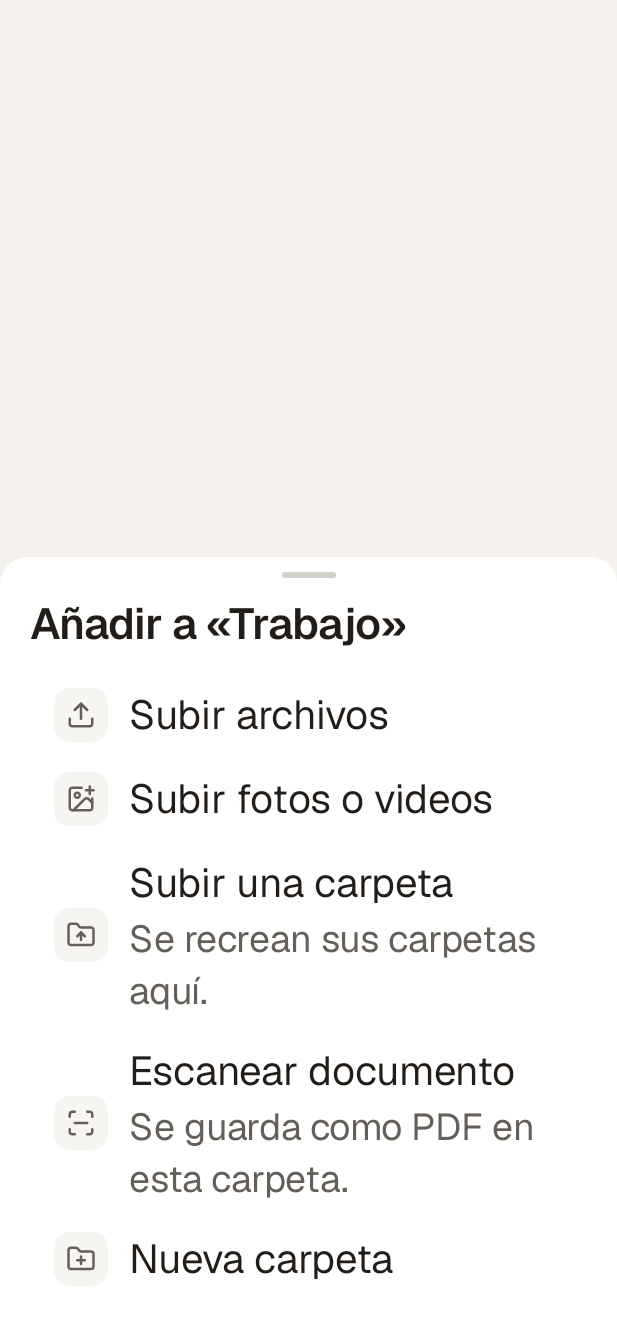 Añadir a «Trabajo»
Subir archivos
Subir fotos o videos
Subir una carpeta
Se recrean sus carpetas
aquí.
Escanear documento
Se guarda como PDF en
esta carpeta.
Nueva carpeta